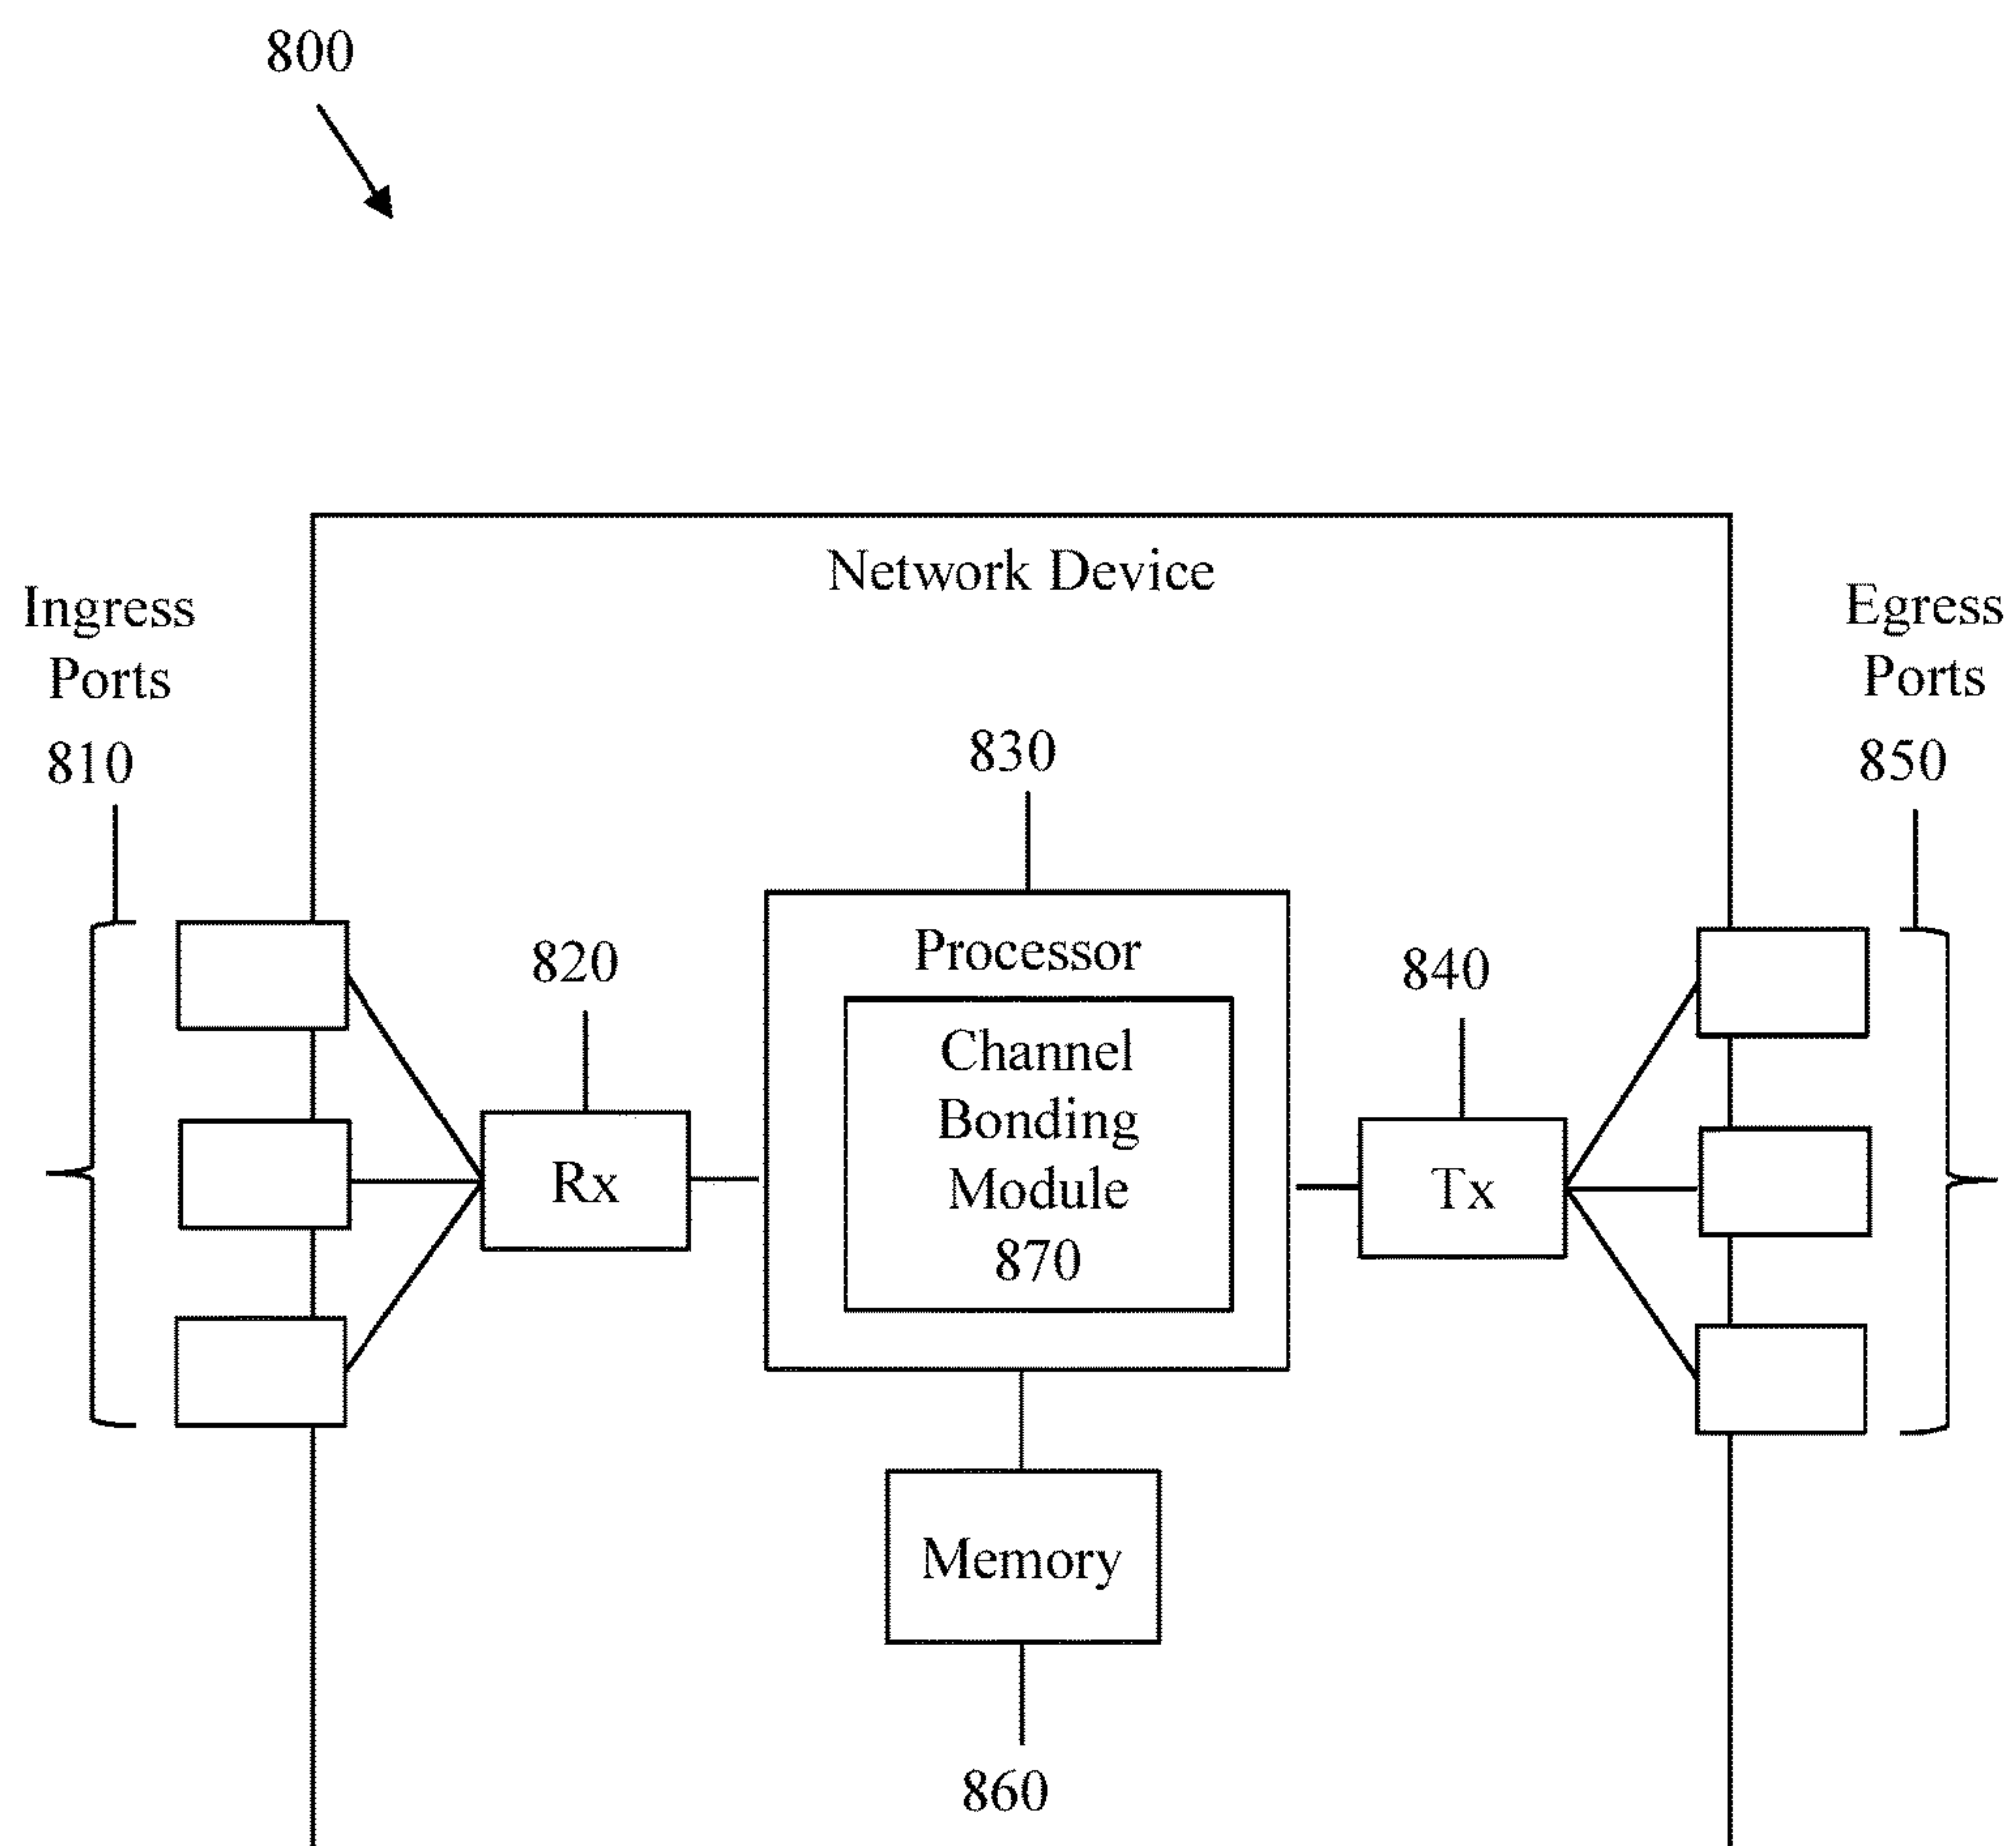 800
Network Device
Ingress
Ports
810
Egress
Ports
850
830
820
840
Processor
Channel
Bonding
Module
870
Rx
Tx
Memory
860